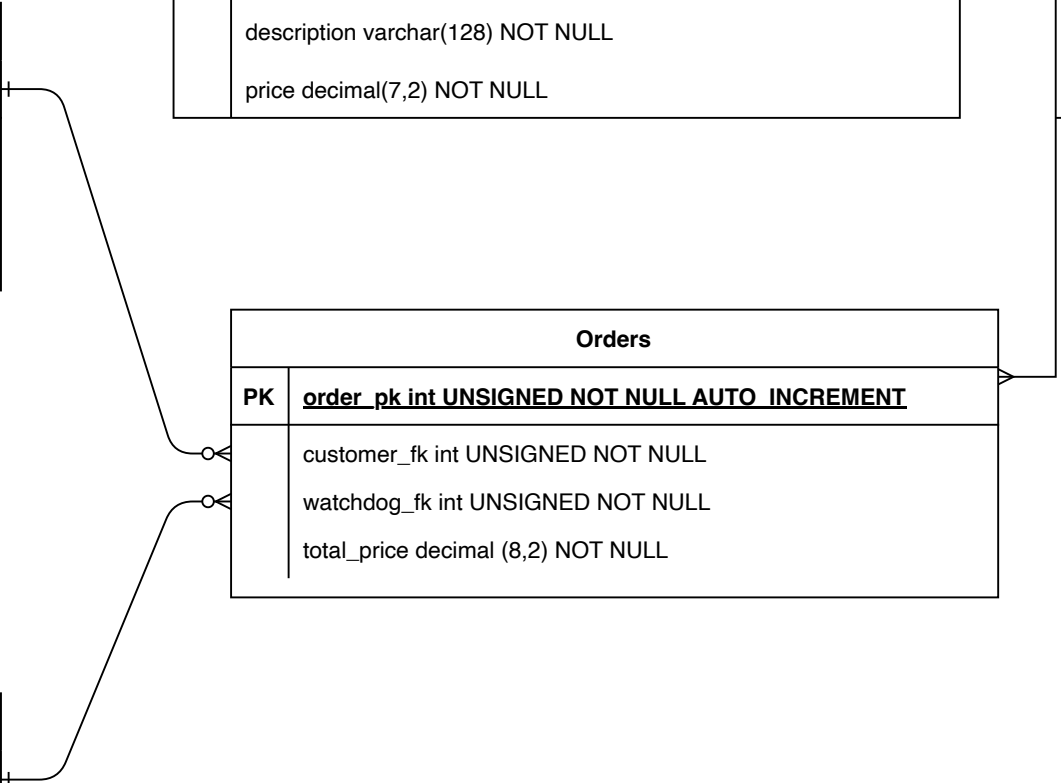 description varchar(128) NOT NULL
price decimal(7,2) NOT NULL
Orders
PK order_pk int UNSIGNED NOT NULL AUTO_INCREMENT
customer_fk int UNSIGNED NOT NULL
watchdog_fk int UNSIGNED NOT NULL
total_price decimal (8,2) NOT NULL